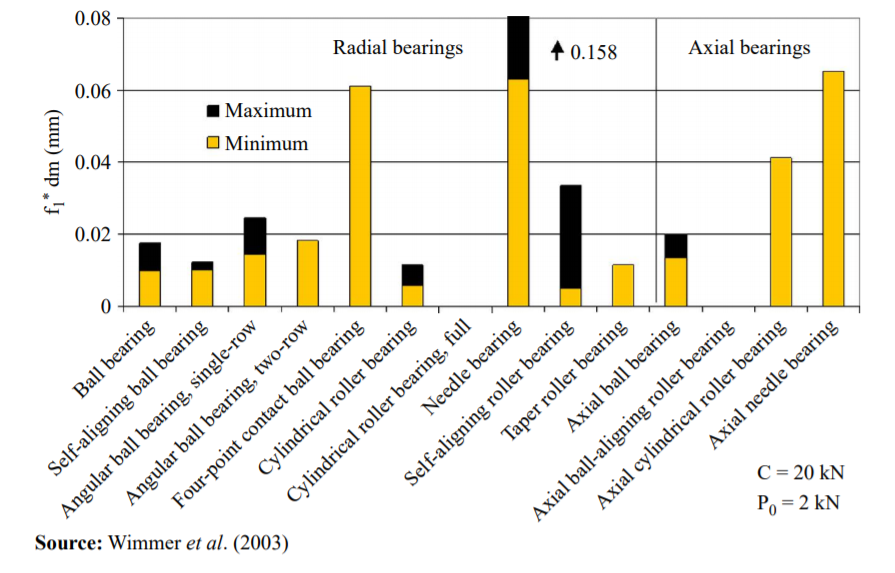 0.08
0.06
0.04
0.02
0
f₁* dm (mm)
Radial bearings
0.158
Axial bearings
Maximum
Minimum
Ball bearing
Self-aligning ball bearing
Angular ball bearing, single-row
Angular ball bearing, two-row
Four-point contact ball bearing
Cylindrical roller bearing
Cylindrical roller bearing, full
Needle bearing
Self-aligning roller bearing
Taper roller bearing
Axial ball bearing
Axial ball-aligning roller bearing
Axial cylindrical roller bearing
Axial needle bearing
C = 20 kN
P₀ = 2 kN
Source: Wimmer et al. (2003)